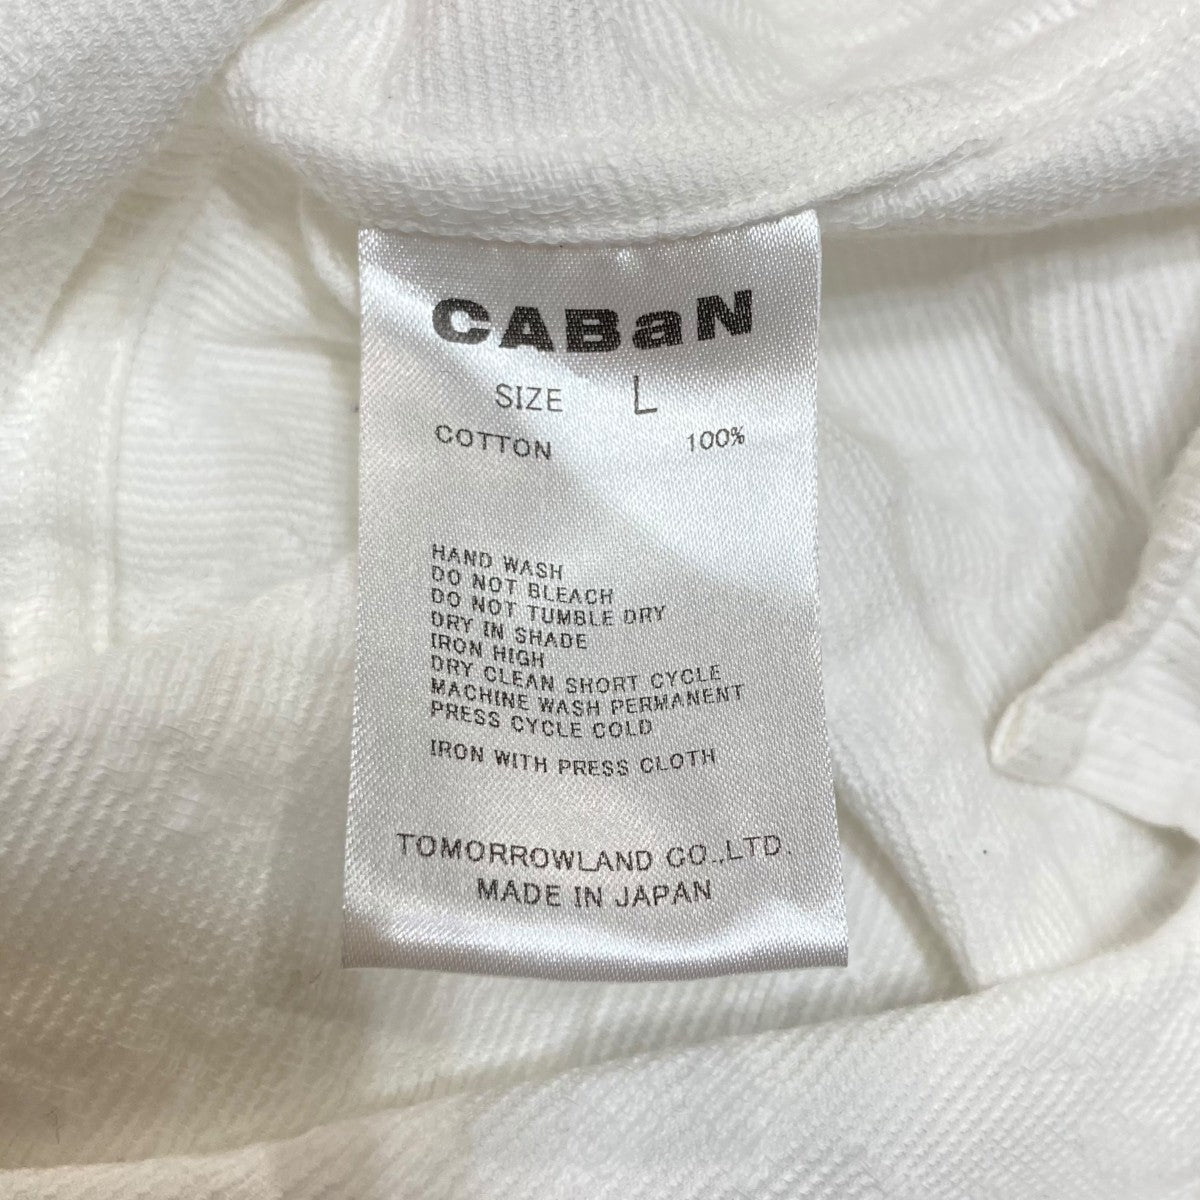 CABaN
SIZE L
COTTON 100%
HAND WASH
DO NOT BLEACH
DO NOT TUMBLE DRY
DRY IN SHADE
IRON HIGH
DRY CLEAN SHORT CYCLE
MACHINE WASH PERMANENT
PRESS CYCLE COLD
IRON WITH PRESS CLOTH
TOMORROWLAND CO.,LTD.
MADE IN JAPAN